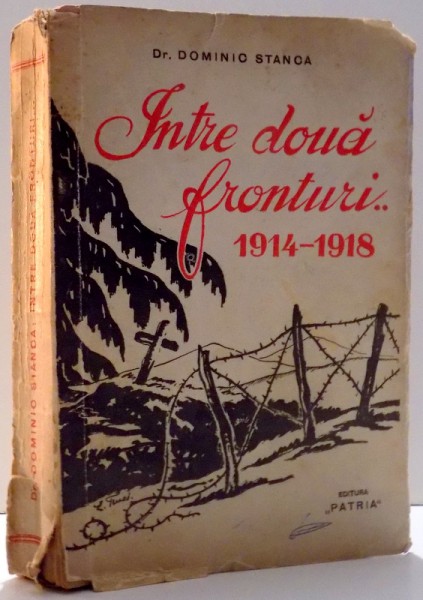 Dr. DOMINIC STANCA
Intre două
fronturi..
1914-1918
EDITURA
„PATRIA"
Dr. DOMINIC STANCA: INTRE DOUĂ FRONTURI...